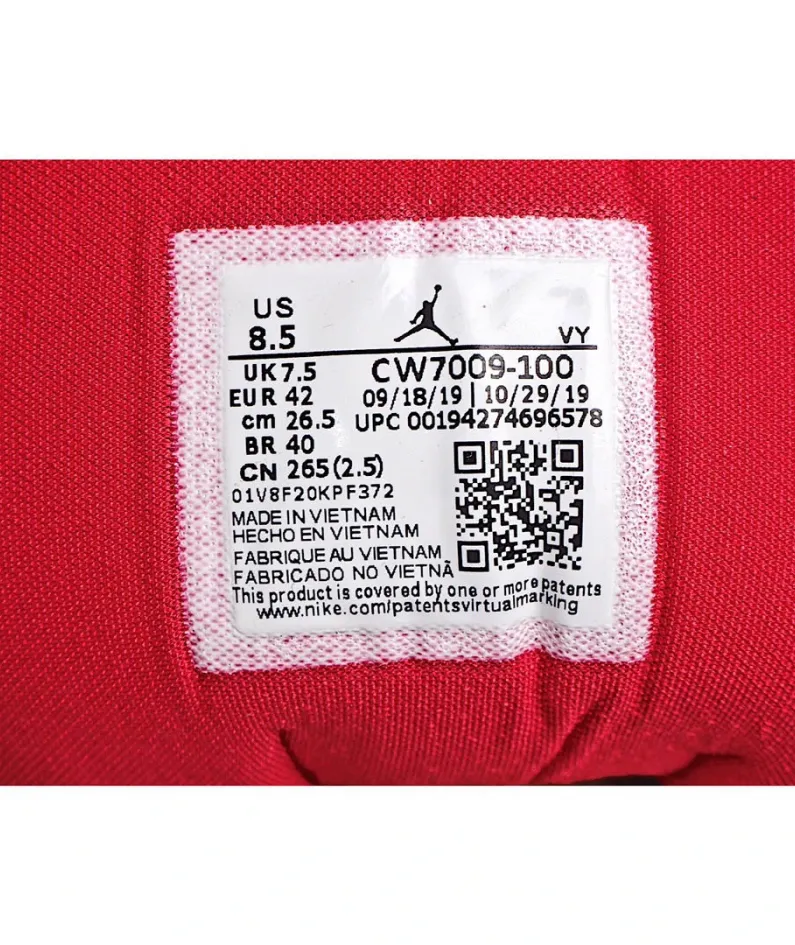 US
8.5
VY
UK 7.5
CW7009-100
EUR 42
09/18/19 | 10/29/19
cm 26.5
UPC 00194274696578
BR 40
CN 265 (2.5)
01V8F20KPF372
MADE IN VIETNAM
HECHO EN VIETNAM
FABRIQUE AU VIETNAM
FABRICADO NO VIETNÃ
This product is covered by one or more patents
www.nike.com/patentsvirtualmarking